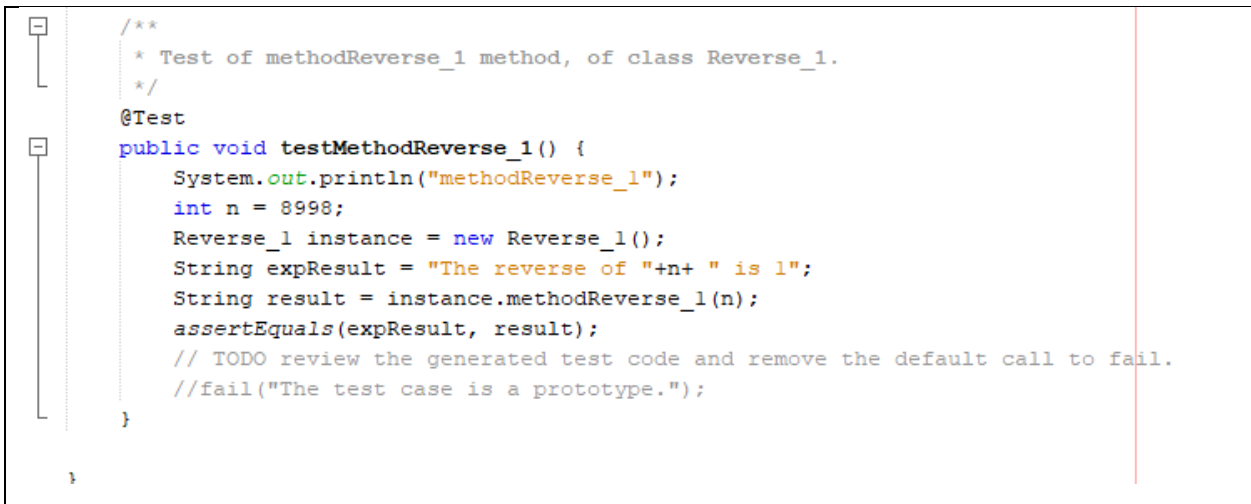 /**
* Test of methodReverse_1 method, of class Reverse_1.
*/
@Test
public void testMethodReverse_1() {
System.out.println("methodReverse_1");
int n = 8998;
Reverse_1 instance = new Reverse_1();
String expResult = "The reverse of "+n+ " is 1";
String result = instance.methodReverse_1(n);
assertEquals(expResult, result);
// TODO review the generated test code and remove the default call to fail.
//fail("The test case is a prototype.");
}
}